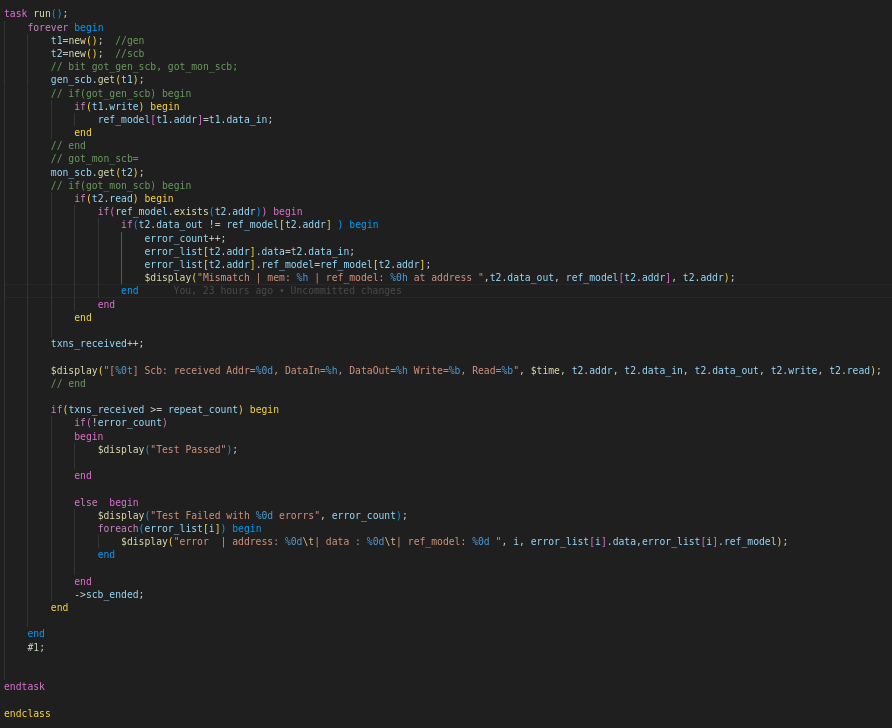 task run();
forever begin
t1=new(); //gen
t2=new(); //scb
// bit got_gen_scb, got_mon_scb;
gen_scb.get(t1);
// if(got_gen_scb) begin
if(t1.write) begin
ref_model[t1.addr]=t1.data_in;
end
// end
// got_mon_scb=
mon_scb.get(t2);
// if(got_mon_scb) begin
if(t2.read) begin
if(ref_model.exists(t2.addr)) begin
if(t2.data_out != ref_model[t2.addr] ) begin
error_count++;
error_list[t2.addr].data=t2.data_in;
error_list[t2.addr].ref_model=ref_model[t2.addr];
$display("Mismatch | mem: %h | ref_model: %0h at address ",t2.data_out, ref_model[t2.addr], t2.addr);
end You, 23 hours ago • Uncommitted changes
end
end
txns_received++;
$display("[%0t] Scb: received Addr=%0d, DataIn=%h, DataOut=%h Write=%b, Read=%b", $time, t2.addr, t2.data_in, t2.data_out, t2.write, t2.read);
// end
if(txns_received >= repeat_count) begin
if(!error_count)
begin
$display("Test Passed");
end
else  begin
$display("Test Failed with %0d erorrs", error_count);
foreach(error_list[i]) begin
$display("error  | address: %0d\t| data : %0d\t| ref_model: %0d ", i, error_list[i].data,error_list[i].ref_model);
end
end
->scb_ended;
end
end
#1;
endtask
endclass